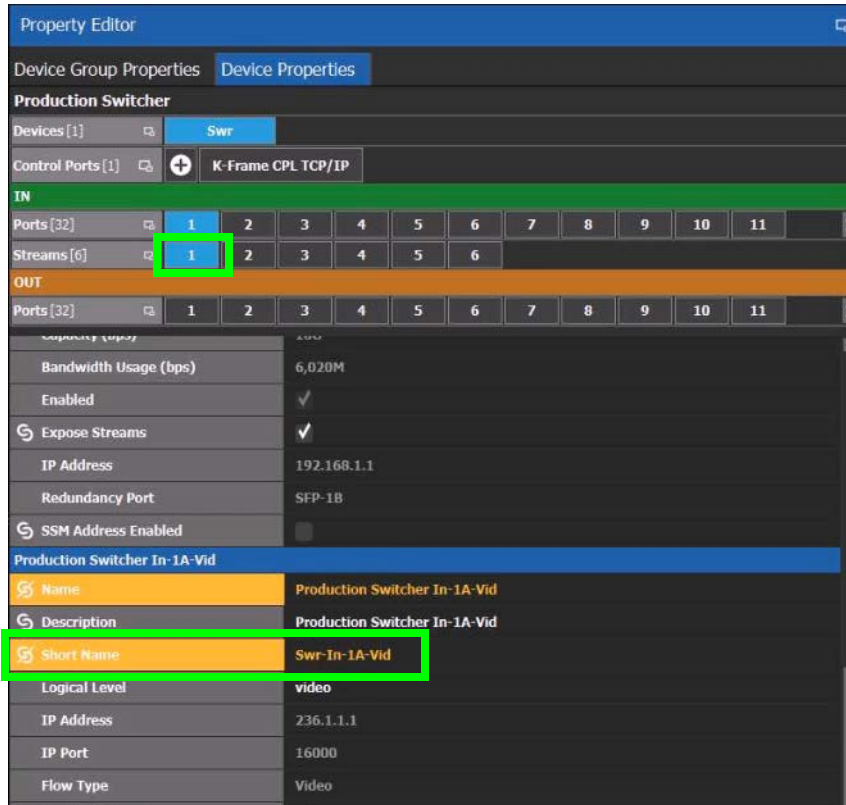 Property Editor
Device Group Properties Device Properties
Production Switcher
Devices [1] Swr
Control Ports [1] K-Frame CPL TCP/IP
IN
Ports [32] 1 2 3 4 5 6 7 8 9 10 11
Streams [6] 1 2 3 4 5 6
OUT
Ports [32] 1 2 3 4 5 6 7 8 9 10 11
Capacity (bps) 10G
Bandwidth Usage (bps) 6,020M
Enabled
Expose Streams
IP Address 192.168.1.1
Redundancy Port SFP-1B
SSM Address Enabled
Production Switcher In-1A-Vid
Name Production Switcher In-1A-Vid
Description Production Switcher In-1A-Vid
Short Name Swr-In-1A-Vid
Logical Level video
IP Address 236.1.1.1
IP Port 16000
Flow Type Video